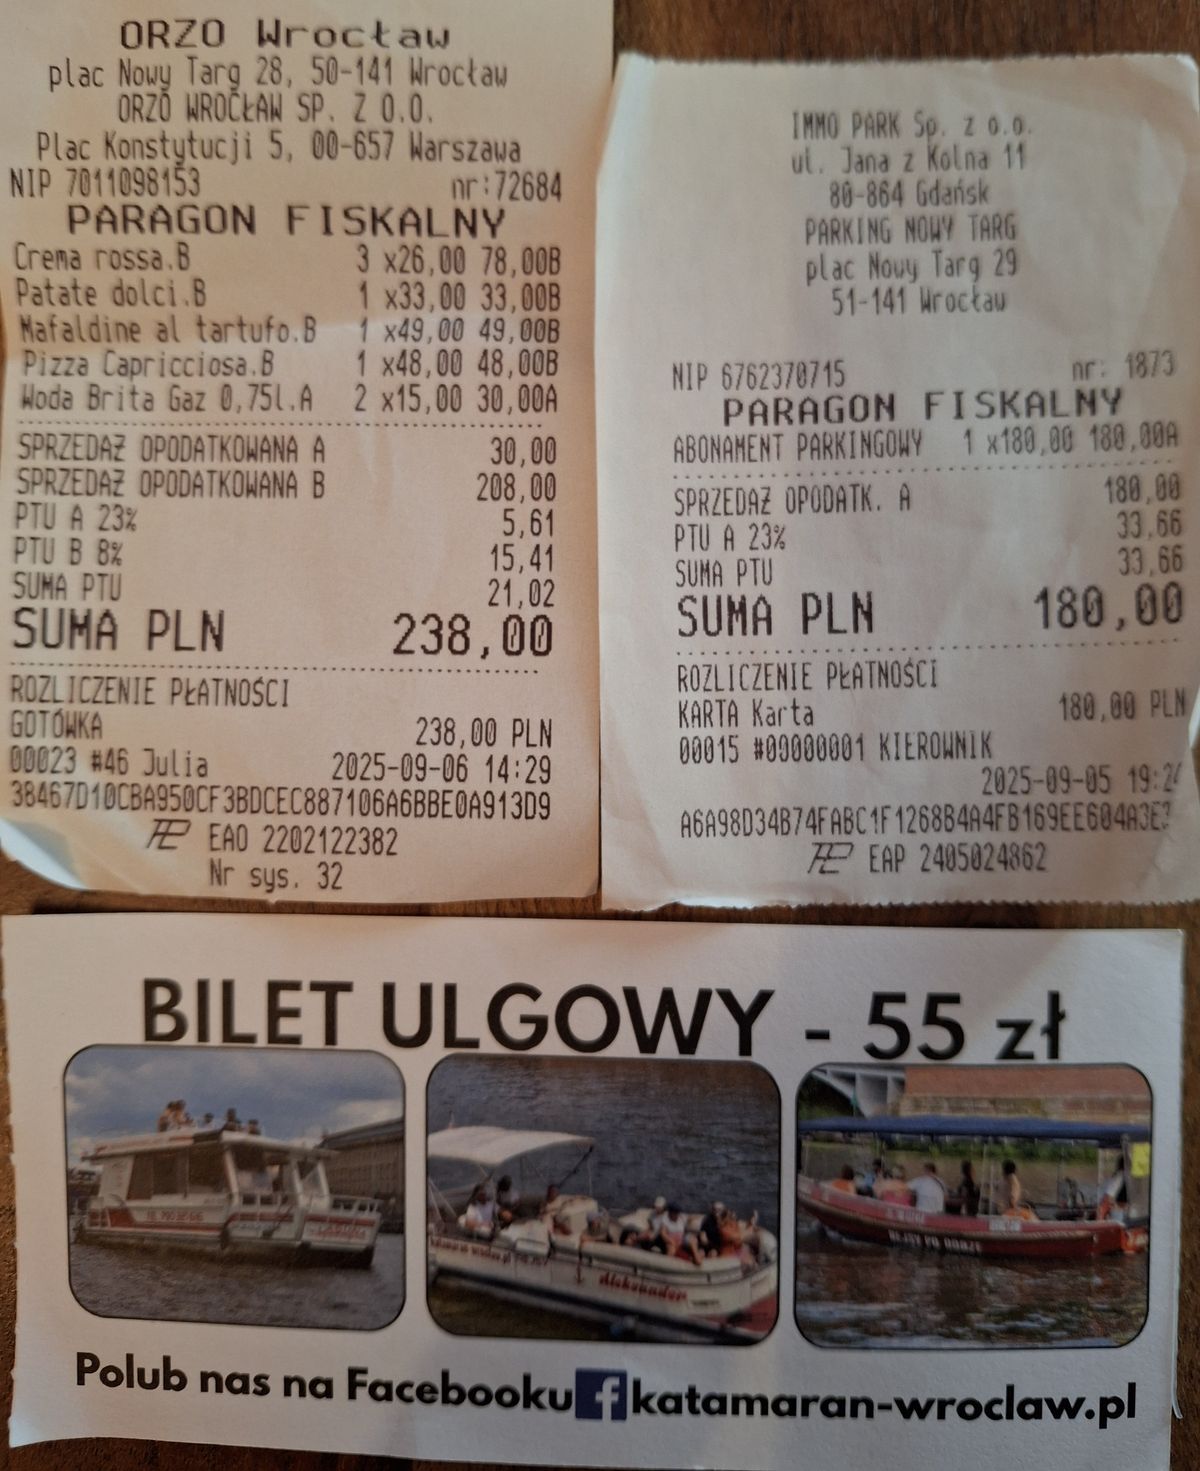 ORZO Wrocław
plac Nowy Targ 28, 50-141 Wrocław
ORZO WROCŁAW SP. Z O.O.
Plac Konstytucji 5, 00-657 Warszawa
NIP 7011098153 nr:72684
PARAGON FISKALNY
Crema rossa.B 3 x26,00 78,00B
Patate dolci.B 1 x33,00 33,00B
Mafaldine al tartufo.B 1 x49,00 49,00B
Pizza Capricciosa.B 1 x48,00 48,00B
Woda Brita Gaz 0,75l.A 2 x15,00 30,00A
SPRZEDAŻ OPODATKOWANA A 30,00
SPRZEDAŻ OPODATKOWANA B 208,00
PTU A 23% 5,61
PTU B 8% 15,41
SUMA PTU 21,02
SUMA PLN 238,00
ROZLICZENIE PŁATNOŚCI
GOTÓWKA 238,00 PLN
00023 #46 Julia 2025-09-06 14:29
38467D10CBA950CF3BDCEC887106A6BBE0A913D9
EAO 2202122382
Nr sys. 32
IMMO PARK Sp. z o.o.
ul. Jana z Kolna 11
80-864 Gdańsk
PARKING NOWY TARG
plac Nowy Targ 29
51-141 Wrocław
NIP 6762370715 nr: 1873
PARAGON FISKALNY
ABONAMENT PARKINGOWY 1 x180,00 180,00A
SPRZEDAŻ OPODATK. A 180,00
PTU A 23% 33,66
SUMA PTU 33,66
SUMA PLN 180,00
ROZLICZENIE PŁATNOŚCI
KARTA Karta 180,00 PLN
00015 #00000001 KIEROWNIK
2025-09-05
EAP 2405024862
BILET ULGOWY - 55 zł
Aleksander
Polub nas na Facebooku f katamaran-wroclaw.pl